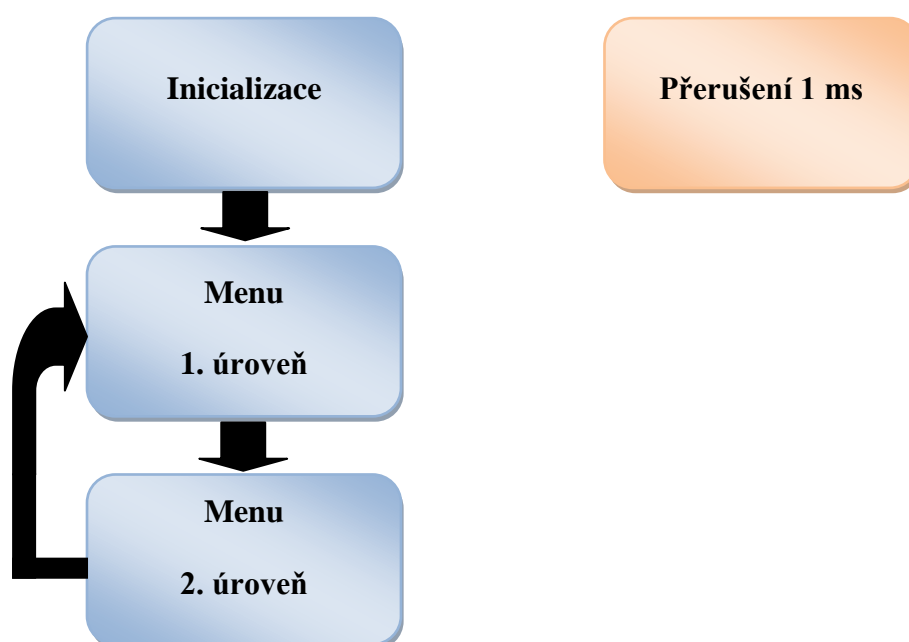 Inicializace
Přerušení 1 ms
Menu
1. úroveň
Menu
2. úroveň